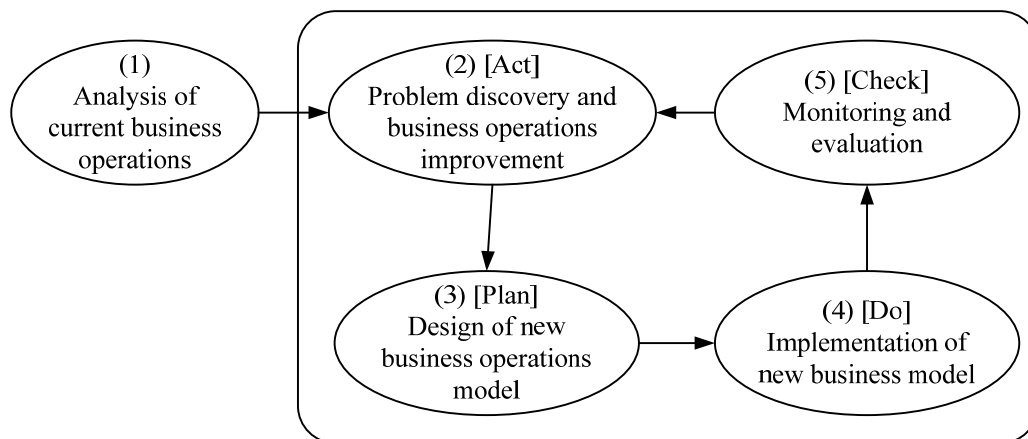 (1)
Analysis of
current business
operations
(2) [Act]
Problem discovery and
business operations
improvement
(5) [Check]
Monitoring and
evaluation
(3) [Plan]
Design of new
business operations
model
(4) [Do]
Implementation of
new business model